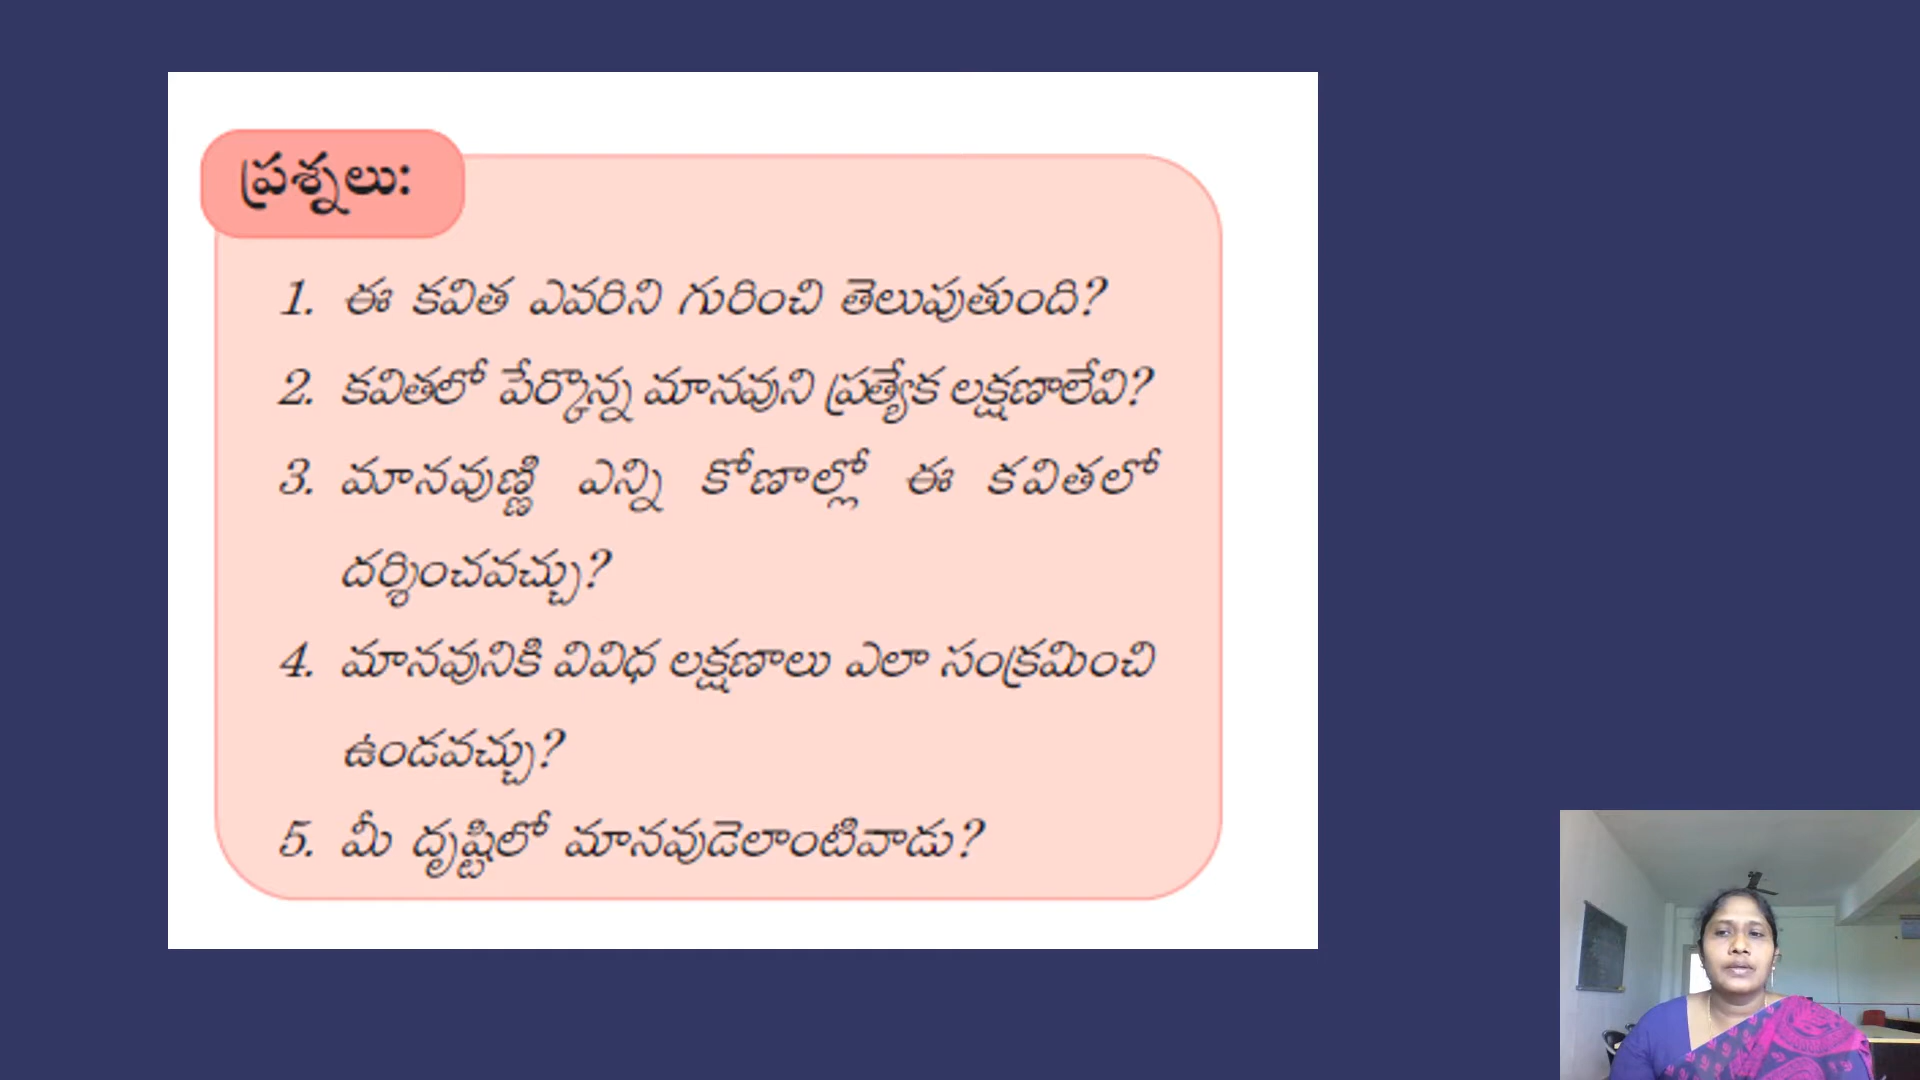 ప్రశ్నలు:
1. ఈ కవిత ఎవరిని గురించి తెలుపుతుంది?
2. కవితలో పేర్కొన్న మానవుని ప్రత్యేక లక్షణాలేవి?
3. మానవుణ్ణి ఎన్ని కోణాల్లో ఈ కవితలో
దర్శించవచ్చు?
4. మానవునికి వివిధ లక్షణాలు ఎలా సంక్రమించి
ఉండవచ్చు?
5. మీ దృష్టిలో మానవుడెలాంటివాడు?